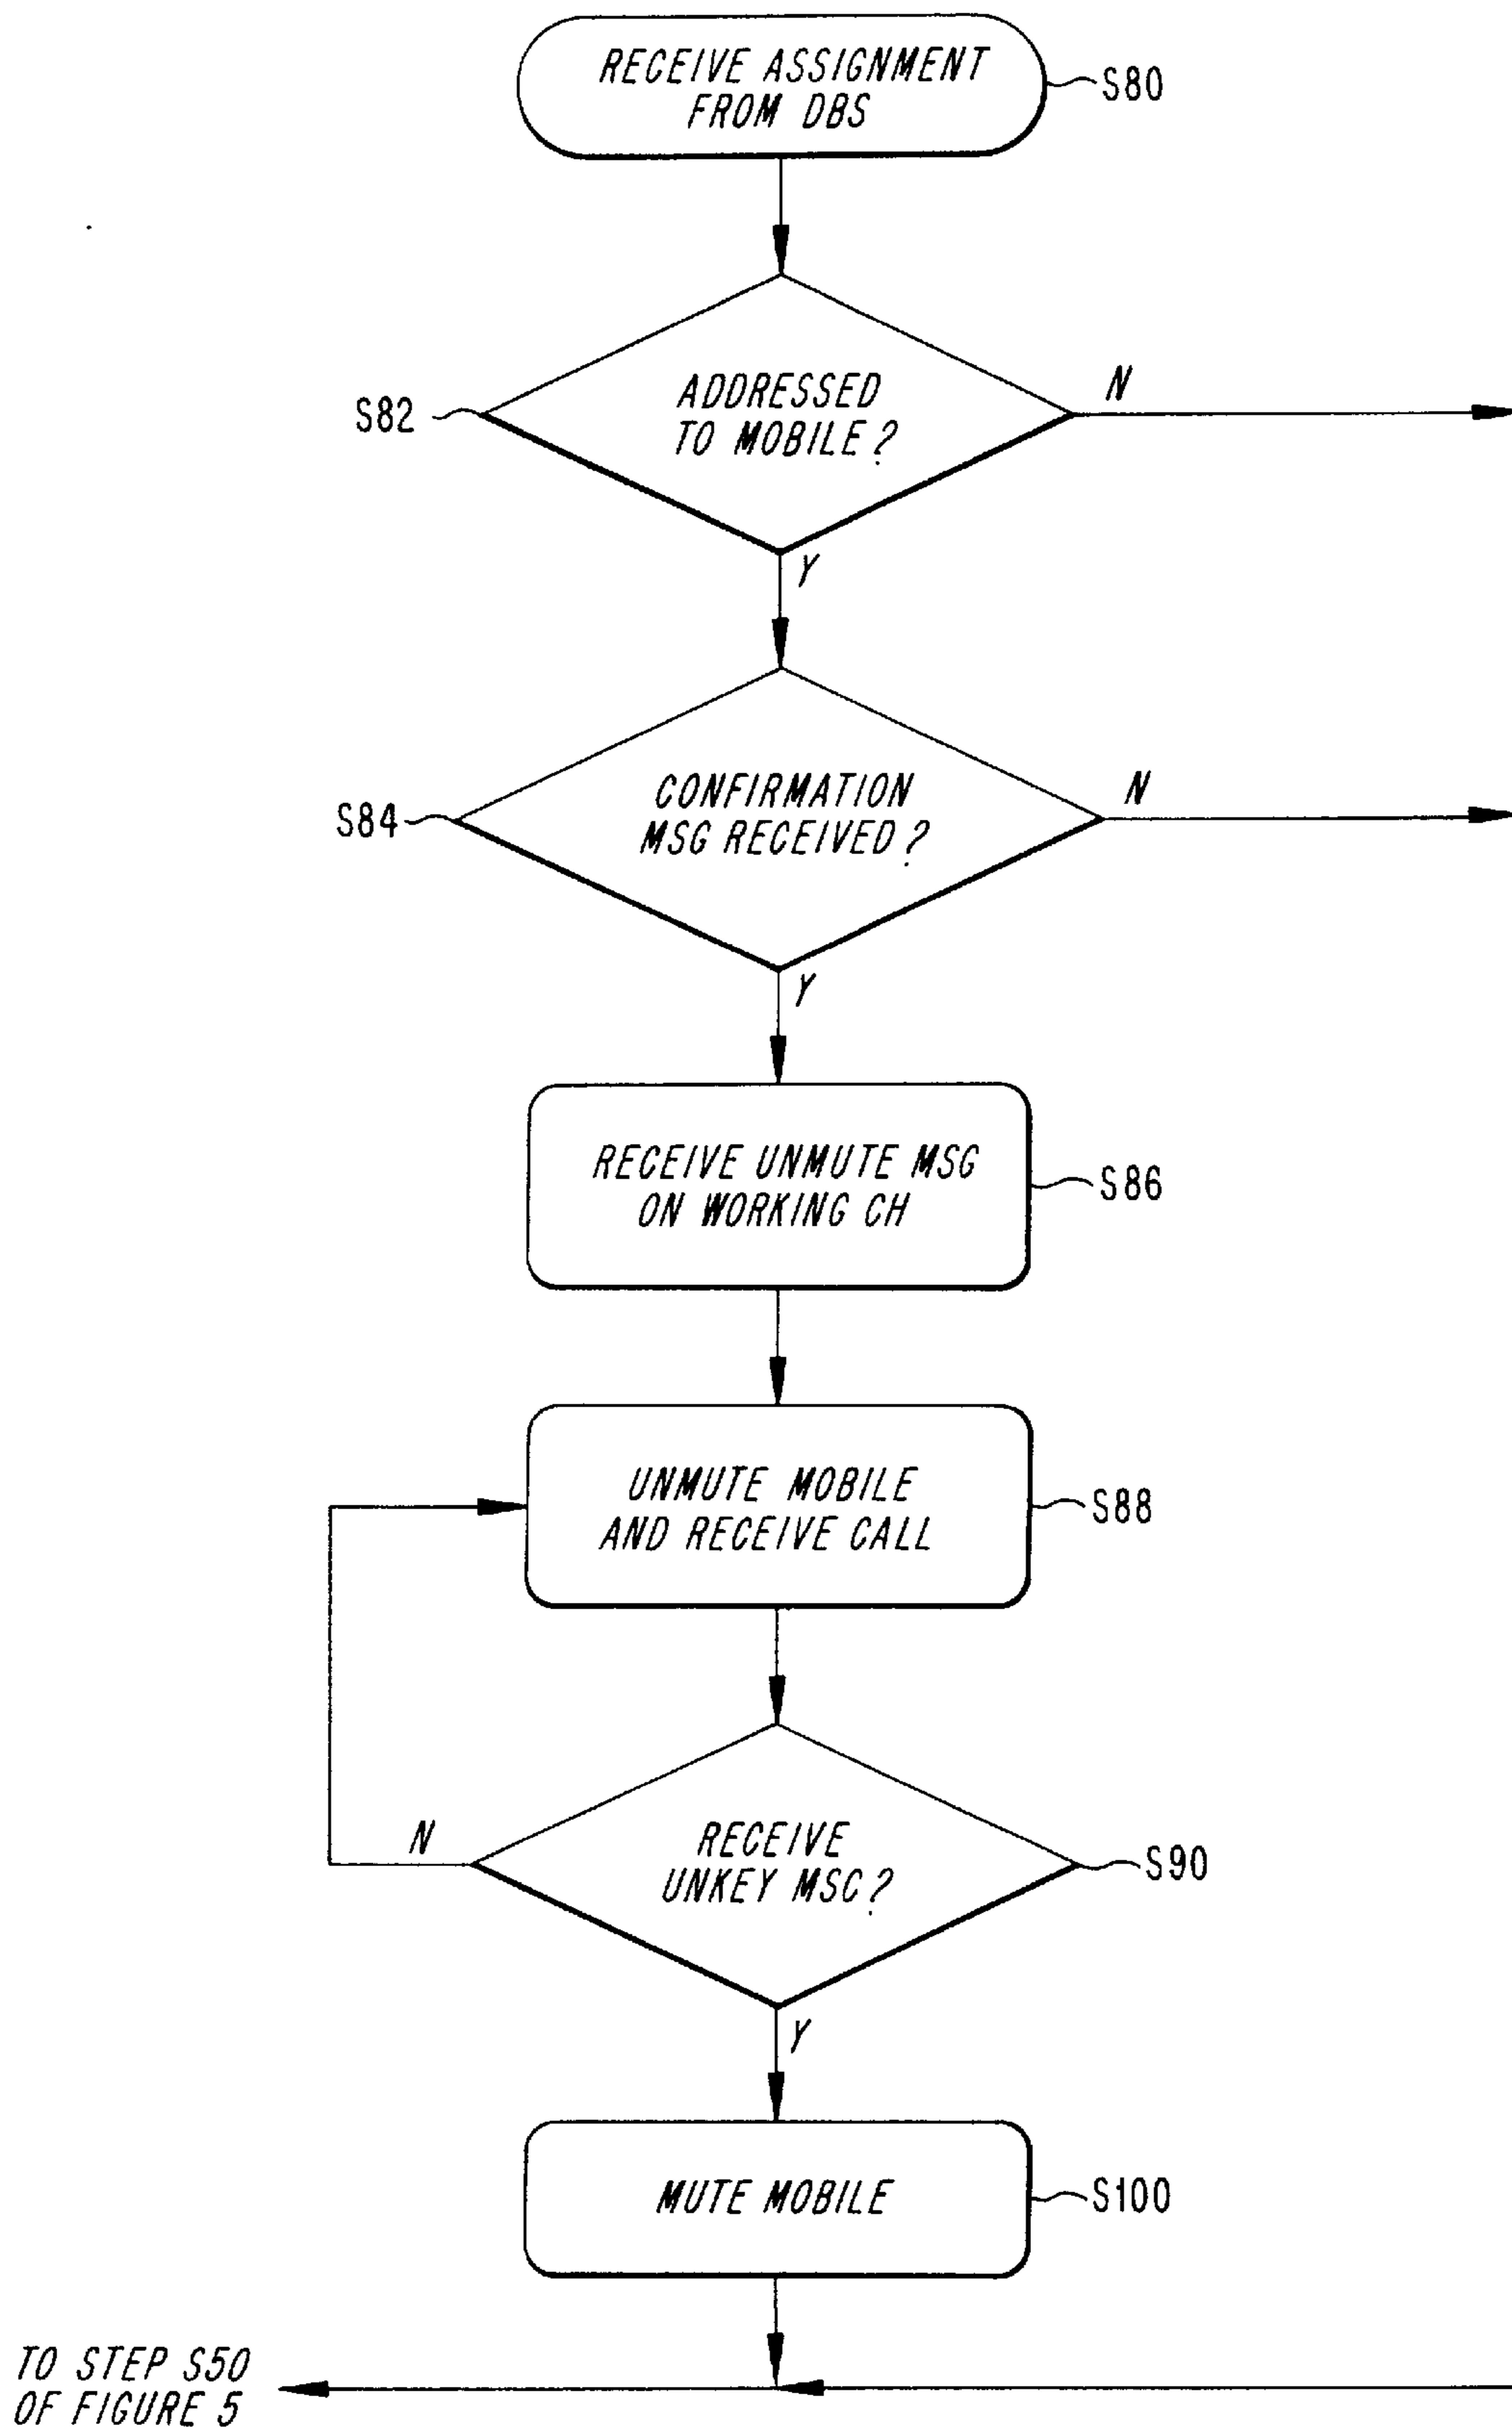 RECEIVE ASSIGNMENT
FROM DBS
S80
ADDRESSED
TO MOBILE?
S82
N
Y
CONFIRMATION
MSG RECEIVED?
S84
N
Y
RECEIVE UNMUTE MSG
ON WORKING CH
S86
UNMUTE MOBILE
AND RECEIVE CALL
S88
RECEIVE
UNKEY MSC?
S90
N
Y
MUTE MOBILE
S100
TO STEP S50
OF FIGURE 5